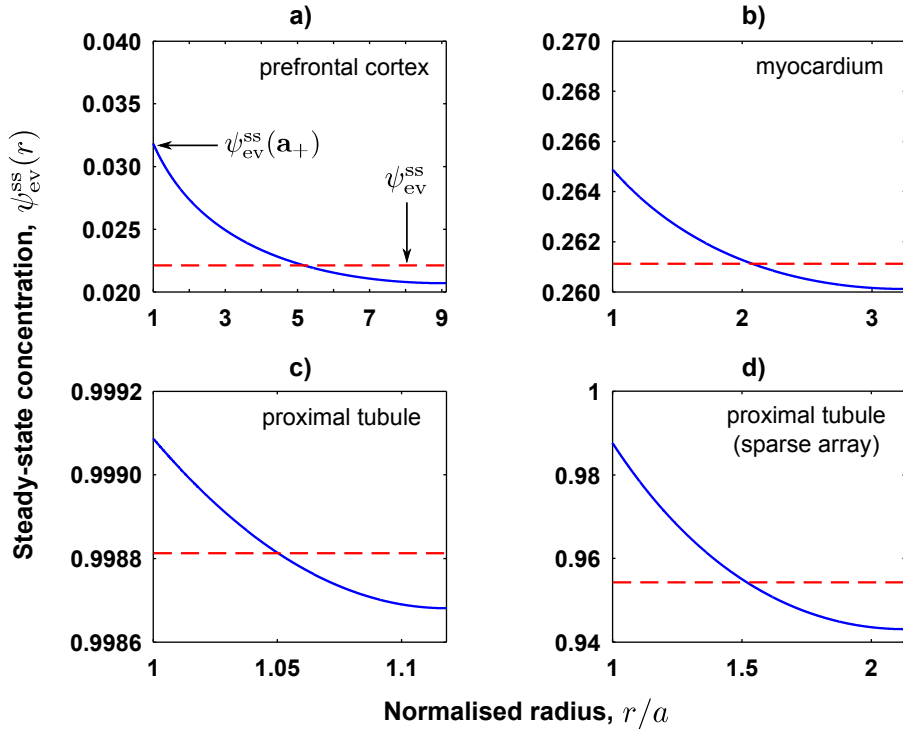 Steady-state concentration, ψ_ev^ss(r)
a)
prefrontal cortex
0.040
0.035
0.030
0.025
0.020
ψ_ev^ss(a₊)
ψ_ev^ss
1 3 5 7 9
b)
myocardium
0.270
0.268
0.266
0.264
0.262
0.260
1 2 3
c)
proximal tubule
0.9992
0.9990
0.9988
0.9986
1 1.05 1.1
d)
proximal tubule
(sparse array)
1
0.98
0.96
0.94
1 1.5 2
Normalised radius, r/a